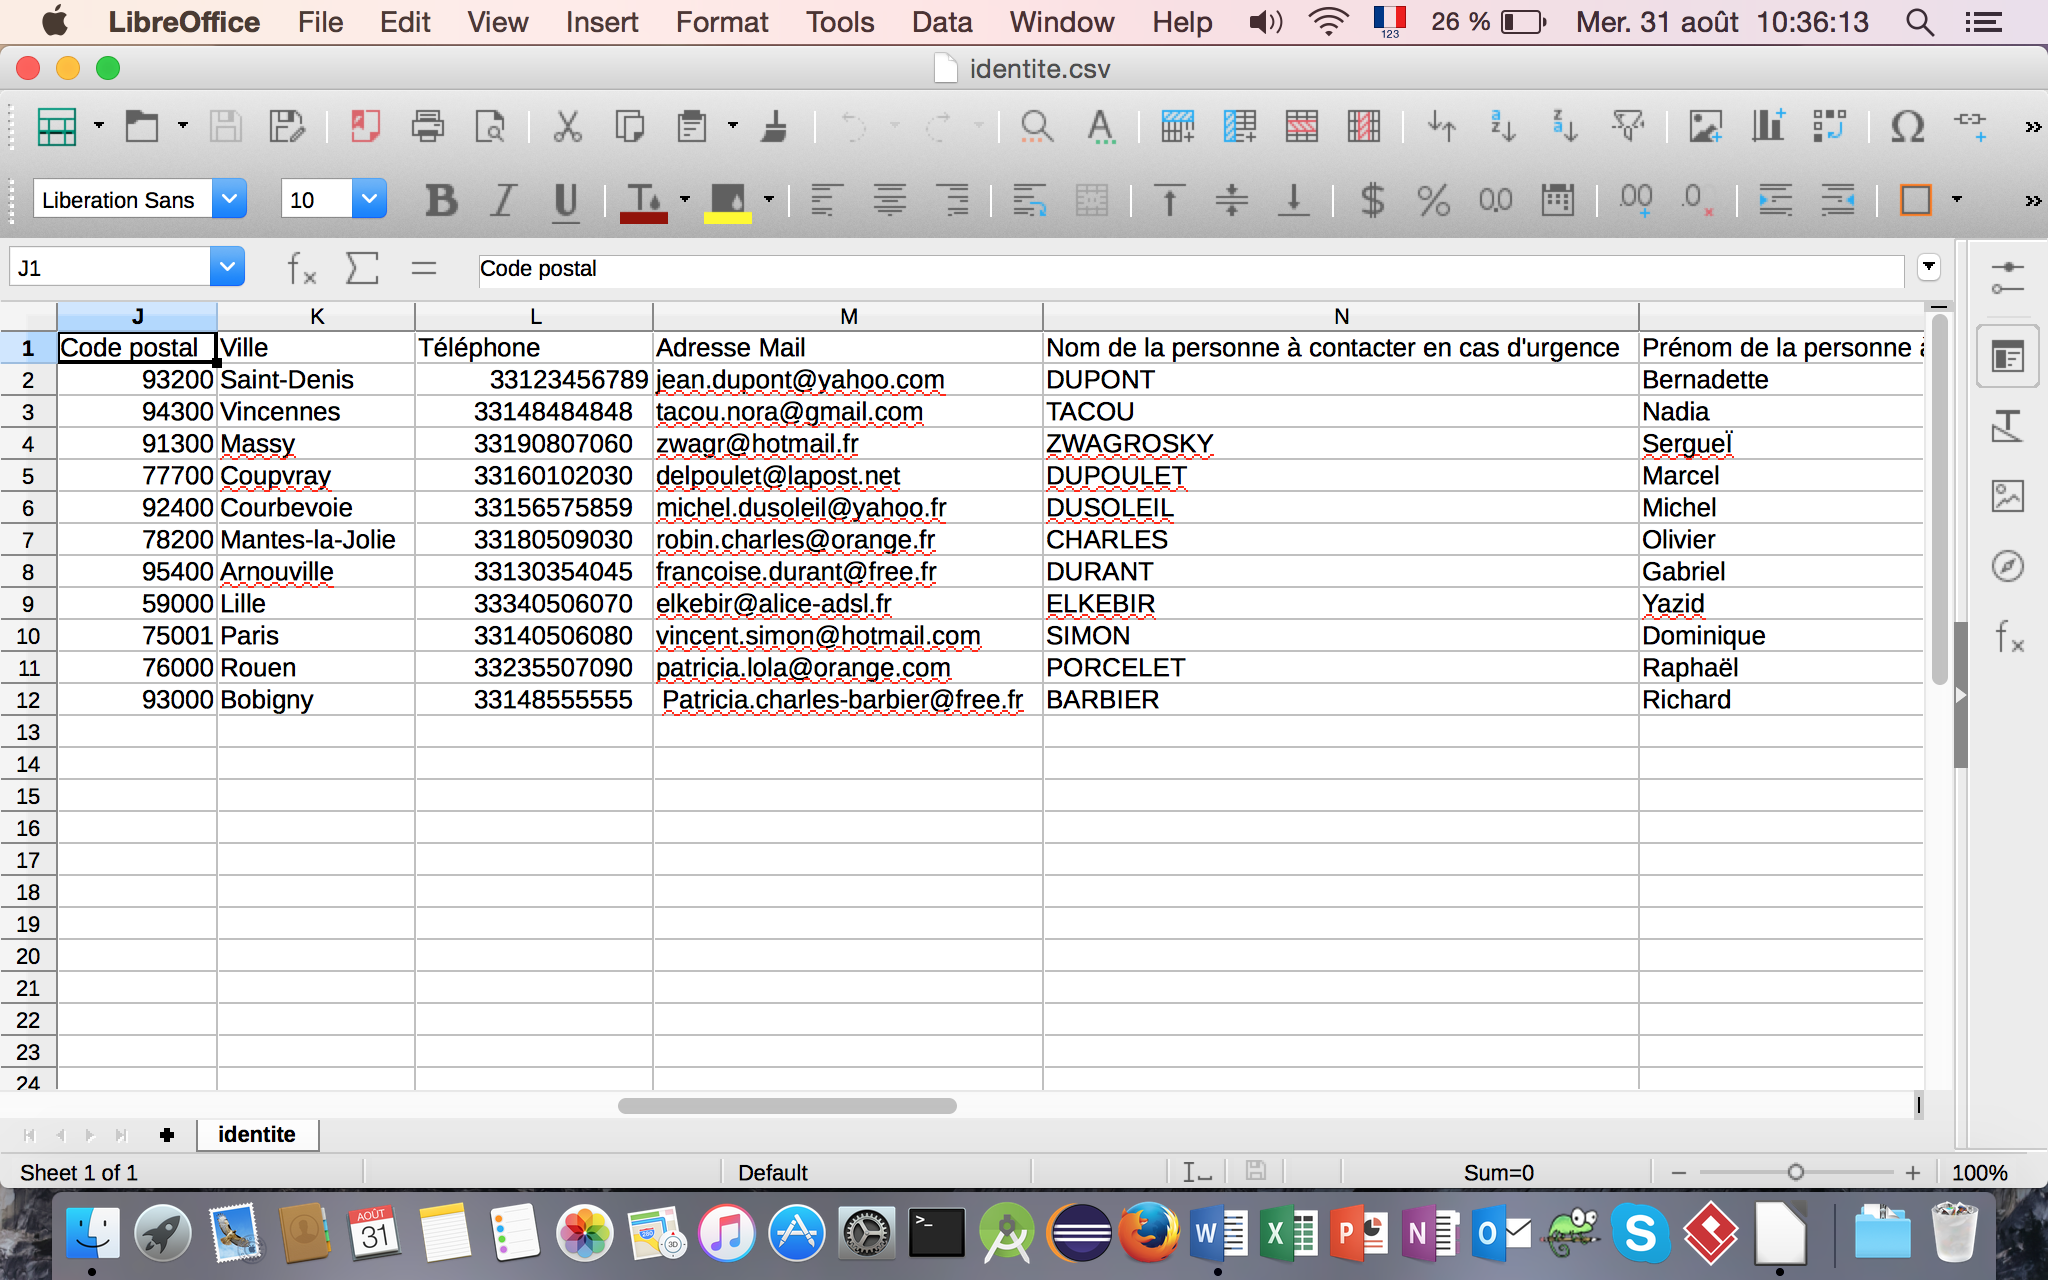 LibreOffice File Edit View Insert Format Tools Data Window Help 123 26 % Mer. 31 août 10:36:13
identite.csv
Liberation Sans 10
J1 Code postal
J K L M N
1 Code postal Ville Téléphone Adresse Mail Nom de la personne à contacter en cas d'urgence Prénom de la personne à
2 93200 Saint-Denis 33123456789 jean.dupont@yahoo.com DUPONT Bernadette
3 94300 Vincennes 33148484848 tacou.nora@gmail.com TACOU Nadia
4 91300 Massy 33190807060 zwagr@hotmail.fr ZWAGROSKY SergueÏ
5 77700 Coupvray 33160102030 delpoulet@lapost.net DUPOULET Marcel
6 92400 Courbevoie 33156575859 michel.dusoleil@yahoo.fr DUSOLEIL Michel
7 78200 Mantes-la-Jolie 33180509030 robin.charles@orange.fr CHARLES Olivier
8 95400 Arnouville 33130354045 francoise.durant@free.fr DURANT Gabriel
9 59000 Lille 33340506070 elkebir@alice-adsl.fr ELKEBIR Yazid
10 75001 Paris 33140506080 vincent.simon@hotmail.com SIMON Dominique
11 76000 Rouen 33235507090 patricia.lola@orange.com PORCELET Raphaël
12 93000 Bobigny 33148555555 Patricia.charles-barbier@free.fr BARBIER Richard
13
14
15
16
17
18
19
20
21
22
23
24
identite
Sheet 1 of 1 Default Sum=0 100%
AOÛT
31